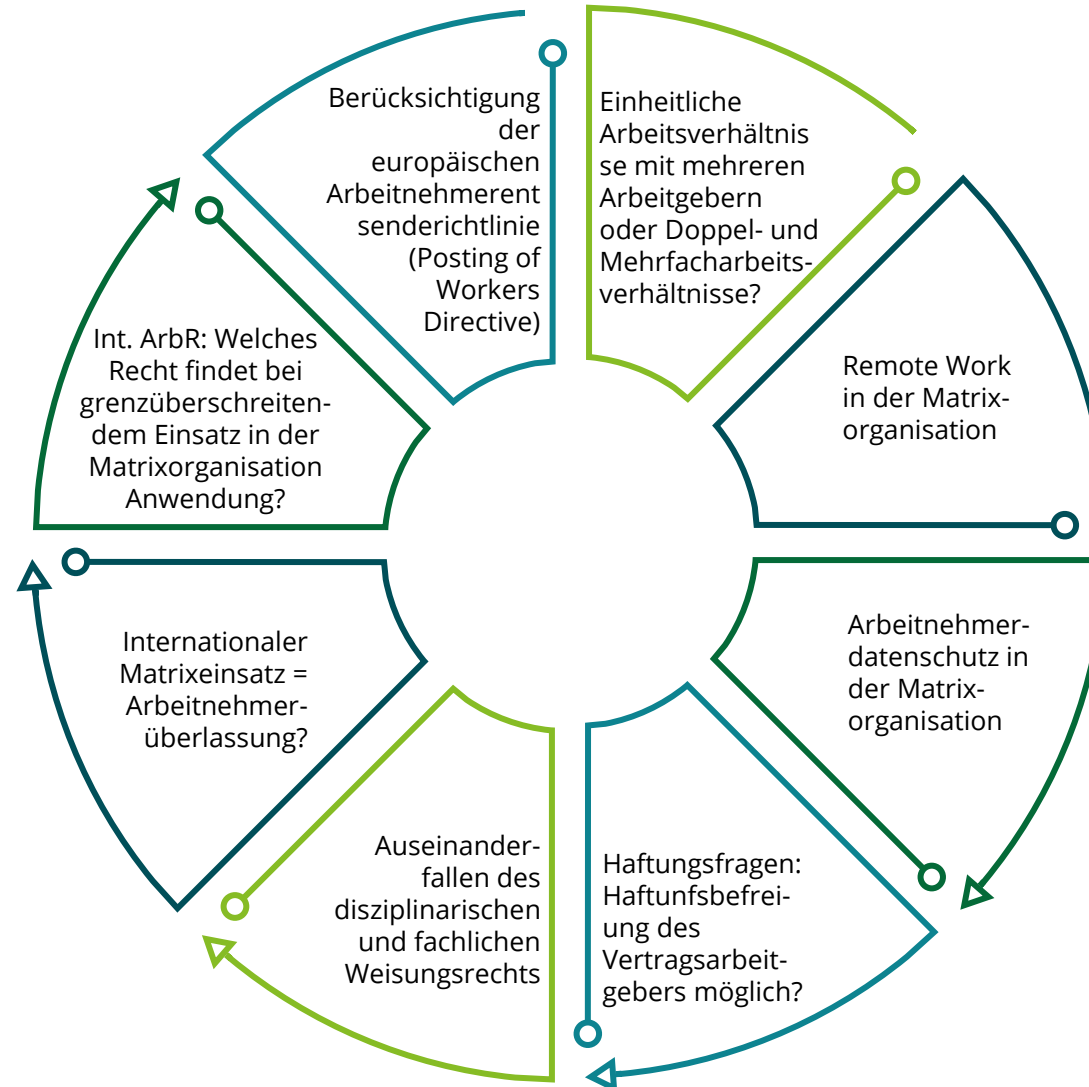 Berücksichtigung
der
europäischen
Arbeitnehmerent
senderichtlinie
(Posting of
Workers
Directive)
Einheitliche
Arbeitsverhältnis
se mit mehreren
Arbeitgebern
oder Doppel- und
Mehrfacharbeits-
verhältnisse?
Remote Work
in der Matrix-
organisation
Arbeitnehmer-
datenschutz in
der Matrix-
organisation
Haftungsfragen:
Haftunfsbefrei-
ung des
Vertragsarbeit-
gebers möglich?
Auseinander-
fallen des
disziplinarischen
und fachlichen
Weisungsrechts
Internationaler
Matrixeinsatz =
Arbeitnehmer-
überlassung?
Int. ArbR: Welches
Recht findet bei
grenzüberschreiten-
dem Einsatz in der
Matrixorganisation
Anwendung?